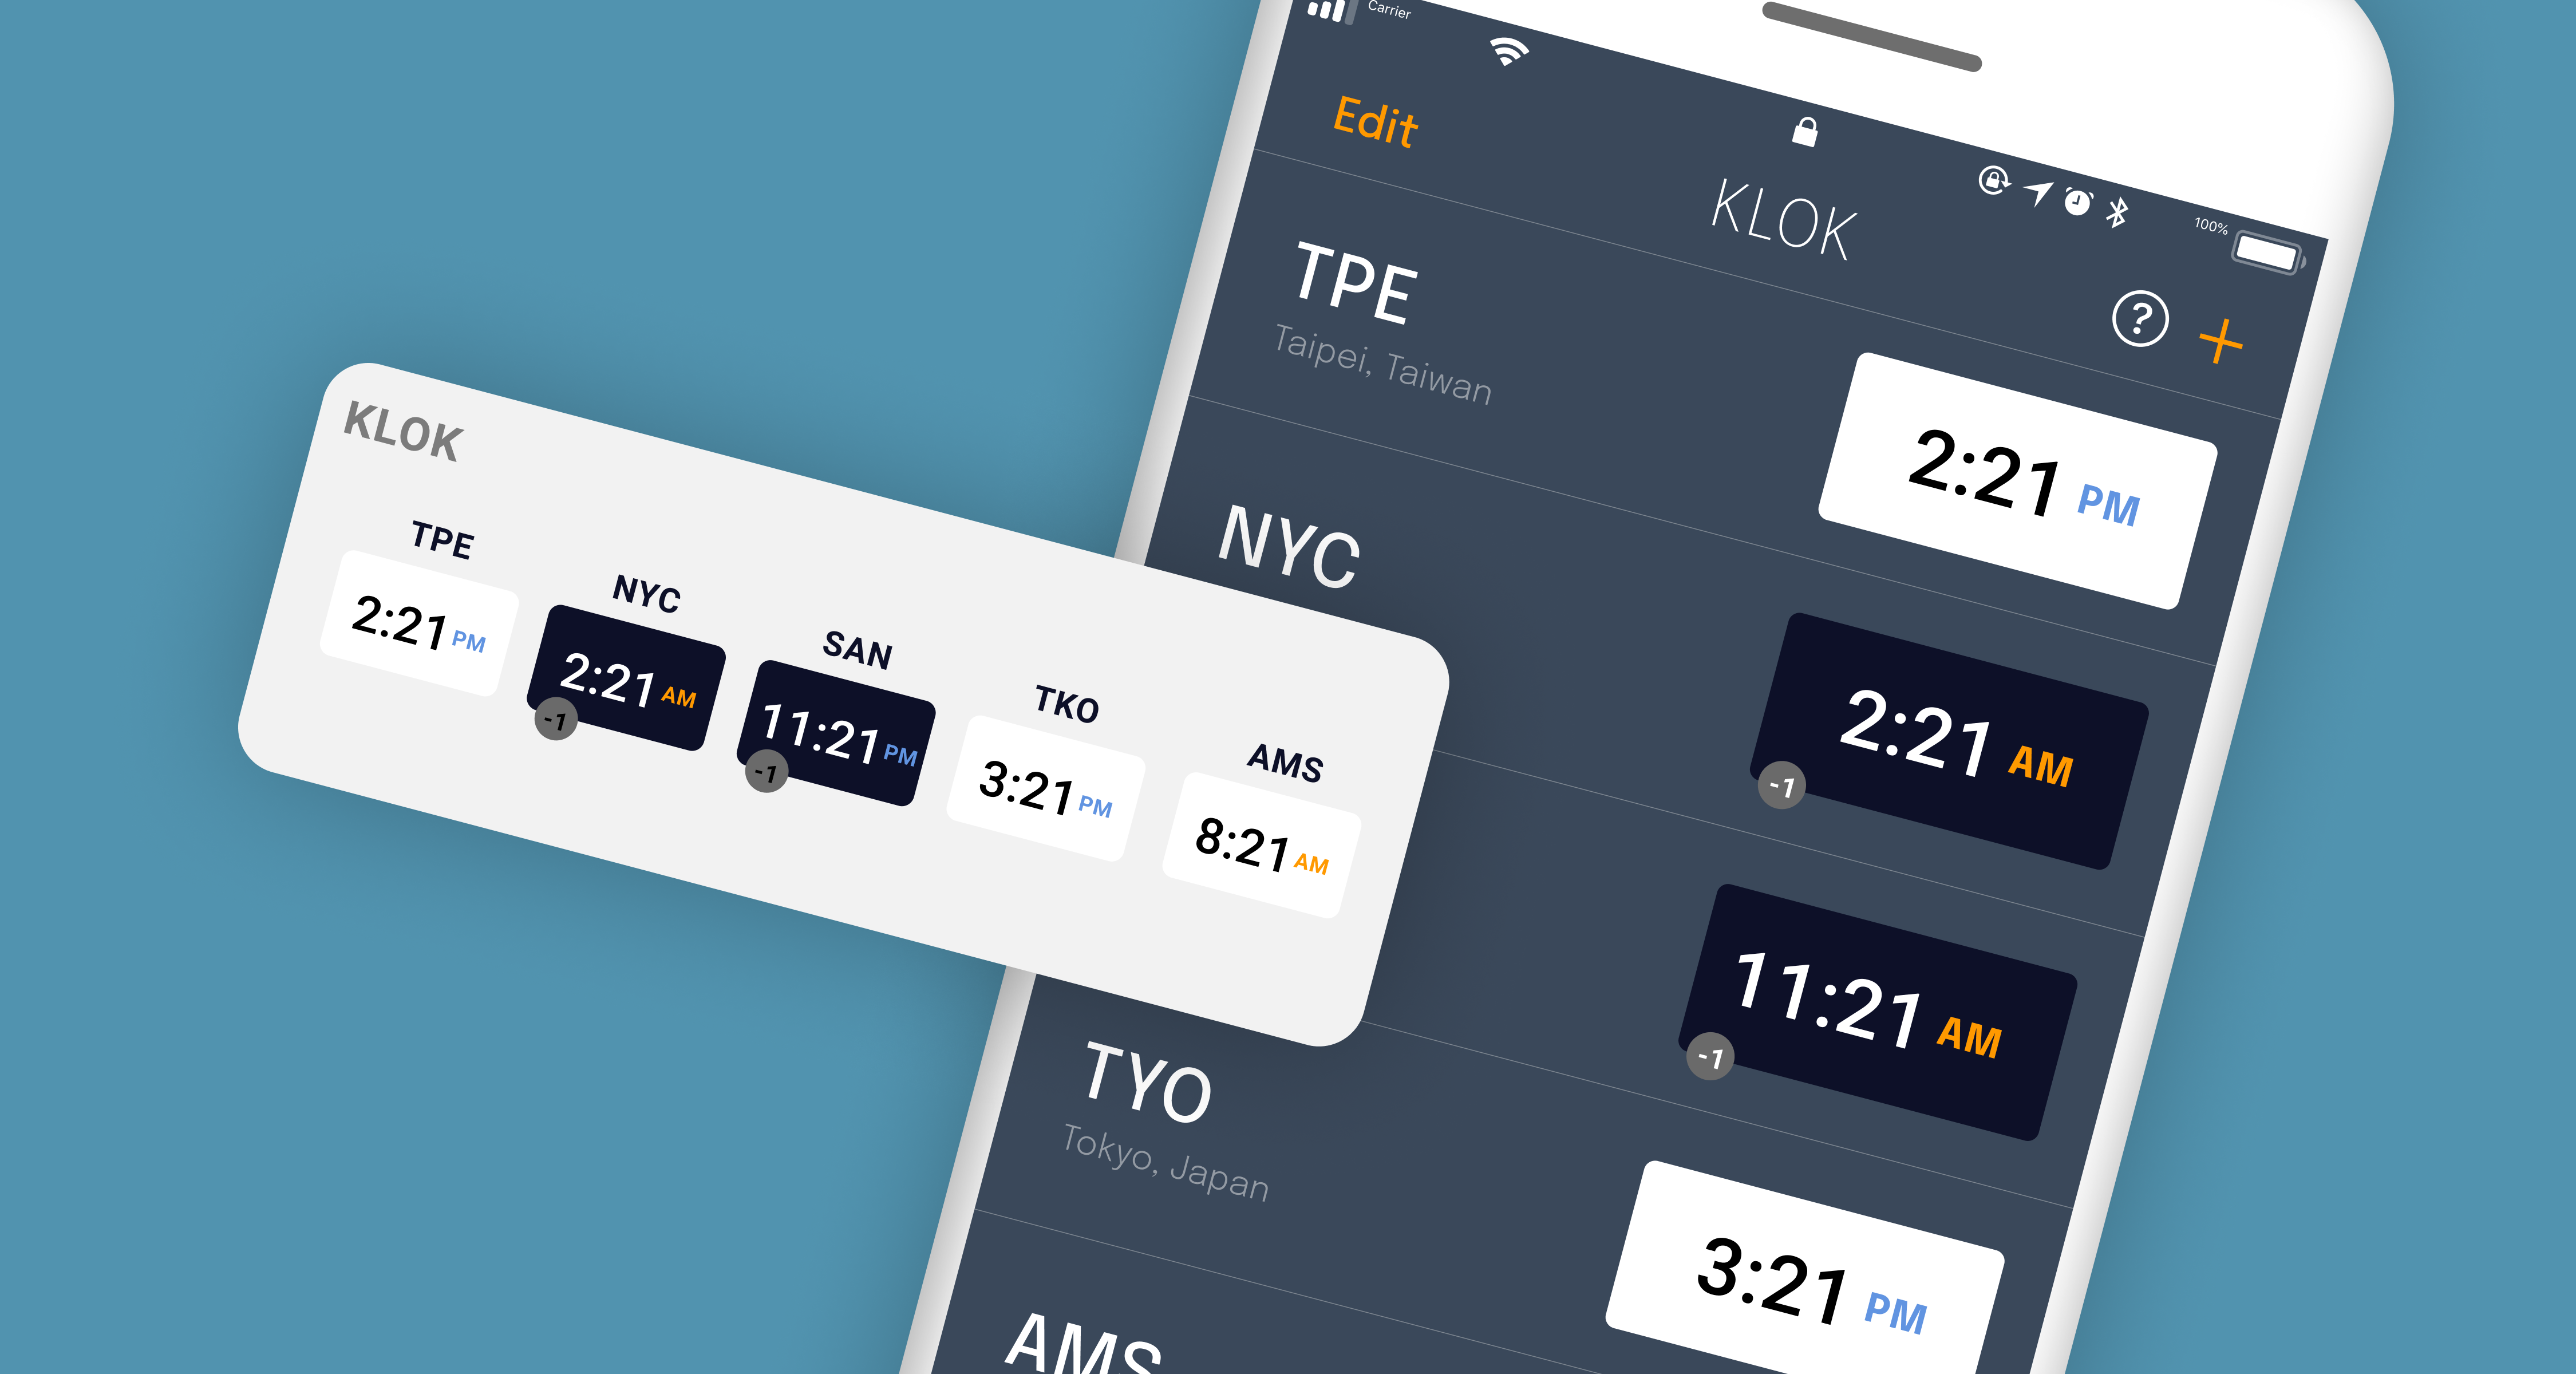 KLOK
TPE
2:21 PM
NYC
2:21 AM
-1
SAN
11:21 PM
-1
TKO
3:21 PM
AMS
8:21 AM
Carrier
100%
Edit
KLOK
?
+
TPE
Taipei, Taiwan
2:21 PM
NYC
2:21 AM
-1
11:21 AM
-1
TYO
Tokyo, Japan
3:21 PM
AMS